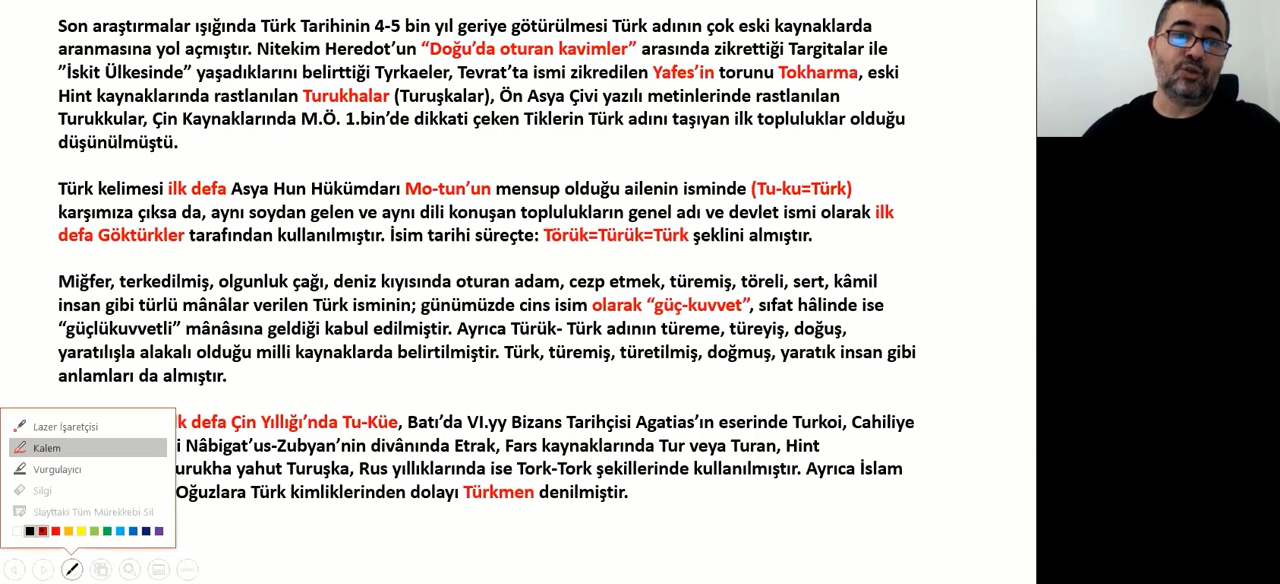 Son araştırmalar ışığında Türk Tarihinin 4-5 bin yıl geriye götürülmesi Türk adının çok eski kaynaklarda
aranmasına yol açmıştır. Nitekim Heredot’un “Doğu’da oturan kavimler” arasında zikrettiği Targitalar ile
”İskit Ülkesinde” yaşadıklarını belirttiği Tyrkaeler, Tevrat’ta ismi zikredilen Yafes’in torunu Tokharma, eski
Hint kaynaklarında rastlanılan Turukhalar (Turuşkalar), Ön Asya Çivi yazılı metinlerinde rastlanılan
Turukkular, Çin Kaynaklarında M.Ö. 1.bin’de dikkati çeken Tiklerin Türk adını taşıyan ilk topluluklar olduğu
düşünülmüştü.
Türk kelimesi ilk defa Asya Hun Hükümdarı Mo-tun’un mensup olduğu ailenin isminde (Tu-ku=Türk)
karşımıza çıksa da, aynı soydan gelen ve aynı dili konuşan toplulukların genel adı ve devlet ismi olarak ilk
defa Göktürkler tarafından kullanılmıştır. İsim tarihi süreçte: Törük=Türük=Türk şeklini almıştır.
Miğfer, terkedilmiş, olgunluk çağı, deniz kıyısında oturan adam, cezp etmek, türemiş, töreli, sert, kâmil
insan gibi türlü mânâlar verilen Türk isminin; günümüzde cins isim olarak “güç-kuvvet”, sıfat hâlinde ise
“güçlükuvvetli” mânâsına geldiği kabul edilmiştir. Ayrıca Türük- Türk adının türeme, türeyiş, doğuş,
yaratılışla alakalı olduğu milli kaynaklarda belirtilmiştir. Türk, türemiş, türetilmiş, doğmuş, yaratık insan gibi
anlamları da almıştır.
k defa Çin Yıllığı’nda Tu-Küe, Batı’da VI.yy Bizans Tarihçisi Agatias’ın eserinde Turkoi, Cahiliye
i Nâbigat’us-Zubyan’nin divânında Etrak, Fars kaynaklarında Tur veya Turan, Hint
urukha yahut Turuşka, Rus yıllıklarında ise Tork-Tork şekillerinde kullanılmıştır. Ayrıca İslam
Oğuzlara Türk kimliklerinden dolayı Türkmen denilmiştir.
Lazer İşaretçisi
Kalem
Vurgulayıcı
Silgi
Slayttaki Tüm Mürekkebi Sil